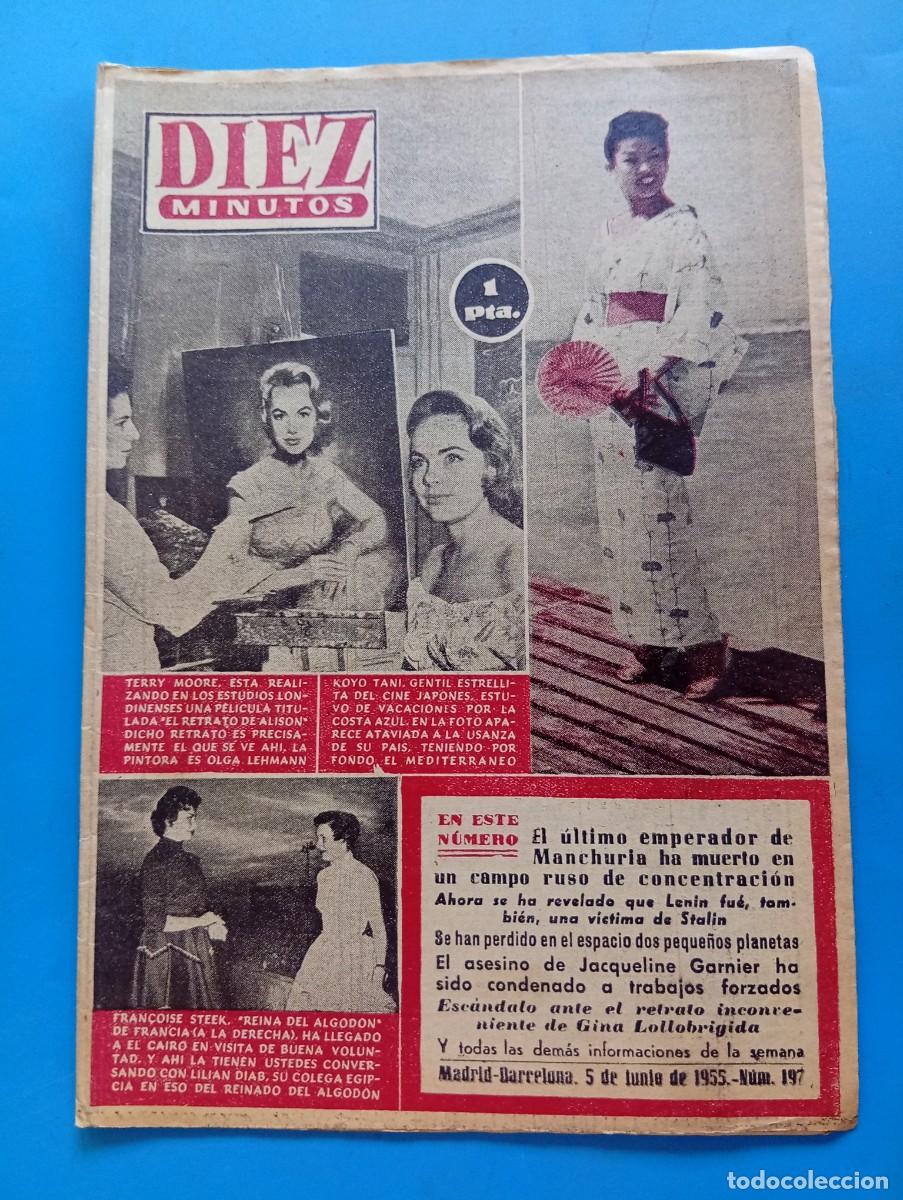 DIEZ
MINUTOS
1
Pta.
TERRY MOORE, ESTA REALI-
ZANDO EN LOS ESTUDIOS LON-
DINENSES UNA PELICULA TITU-
LADA "EL RETRATO DE ALISON"
DICHO RETRATO ES PRECISA-
MENTE EL QUE SE VE AHI, LA
PINTORA ES OLGA LEHMANN
KOYO TANI, GENTIL ESTRELLI-
TA DEL CINE JAPONES, ESTU-
VO DE VACACIONES POR LA
COSTA AZUL. EN LA FOTO APA-
RECE ATAVIADA A LA USANZA
DE SU PAIS, TENIENDO POR
FONDO EL MEDITERRANEO
FRANÇOISE STEEK, "REINA DEL ALGODON"
DE FRANCIA (A LA DERECHA), HA LLEGADO
A EL CAIRO EN VISITA DE BUENA VOLUN-
TAD. Y AHI LA TIENEN USTEDES CONVER-
SANDO CON LILIAN DIAB, SU COLEGA EGIP-
CIA EN ESO DEL REINADO DEL ALGODON
EN ESTE
NÚMERO
El último emperador de
Manchuria ha muerto en
un campo ruso de concentración
Ahora se ha revelado que Lenin fué, tam-
bién, una víctima de Stalin
Se han perdido en el espacio dos pequeños planetas
El asesino de Jacqueline Garnier ha
sido condenado a trabajos forzados
Escándalo ante el retrato inconve-
niente de Gina Lollobrigida
Y todas las demás informaciones de la semana
Madrid-Barcelona, 5 de junio de 1955.-Núm. 197
todocoleccion